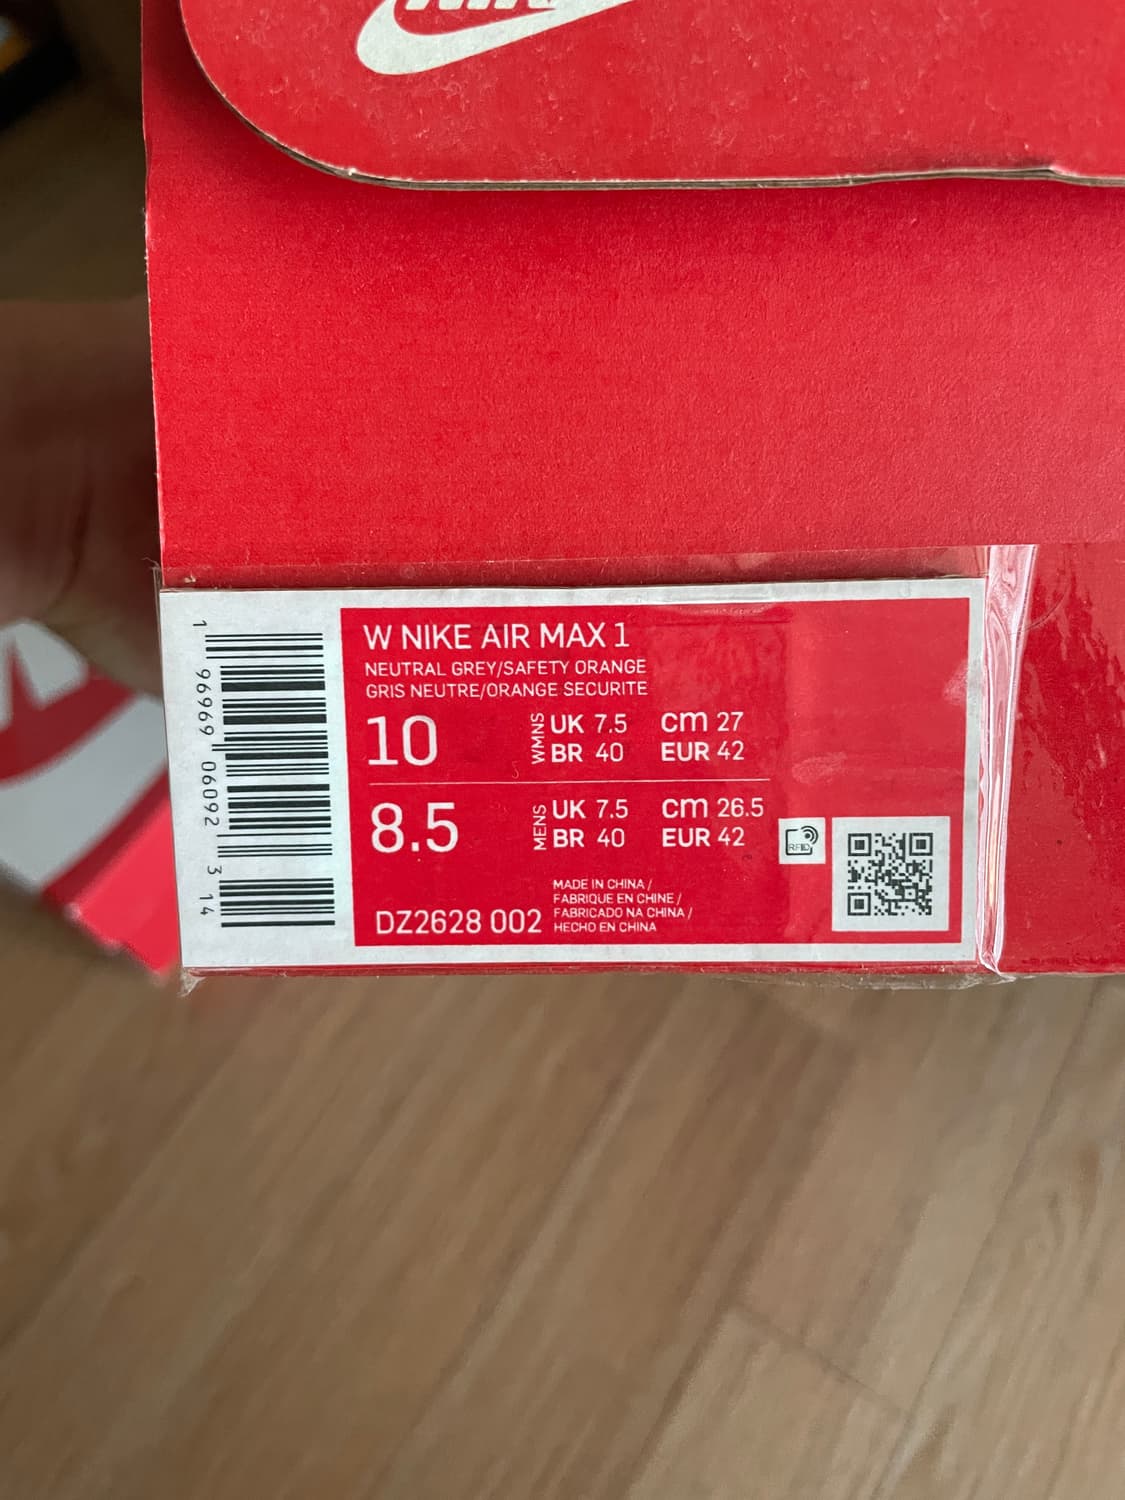 NIKE
W NIKE AIR MAX 1
NEUTRAL GREY/SAFETY ORANGE
GRIS NEUTRE/ORANGE SECURITE
10 WMNS UK 7.5 cm 27
BR 40 EUR 42
8.5 MENS UK 7.5 cm 26.5
BR 40 EUR 42
RFID
MADE IN CHINA /
FABRIQUE EN CHINE /
FABRICADO NA CHINA /
HECHO EN CHINA
DZ2628 002
1 96969 06092 3 14